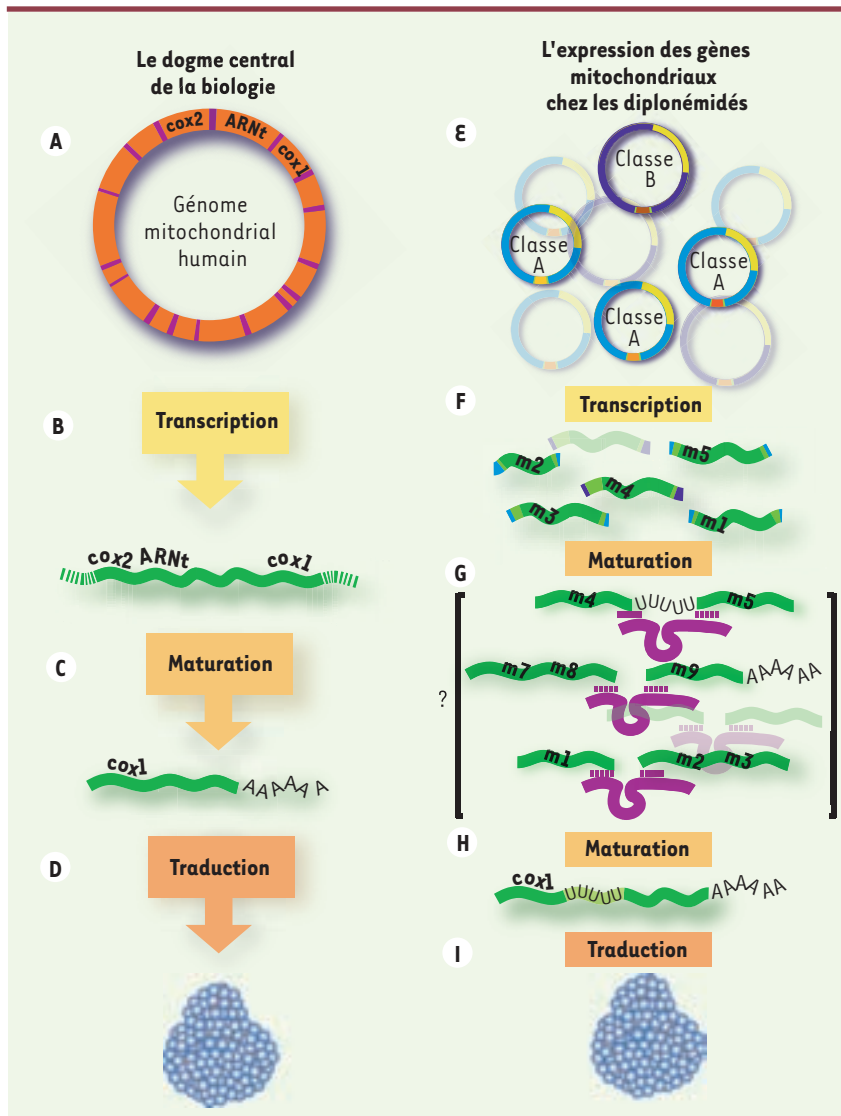 Le dogme central
de la biologie
A
cox2
ARNt
cox1
Génome
mitochondrial
humain
B
Transcription
cox2 ARNt cox1
C
Maturation
cox1
AAAAAA
D
Traduction
L'expression des gènes
mitochondriaux
chez les diplonémidés
E
Classe
B
Classe
A
Classe
A
Classe
A
F
Transcription
m2
m5
m4
m3
m1
Maturation
G
?
m4 UUUUU m5
m7 m8 m9 AAAAAA
m1 m2 m3
H
Maturation
cox1
UUUUU
AAAAAA
I
Traduction